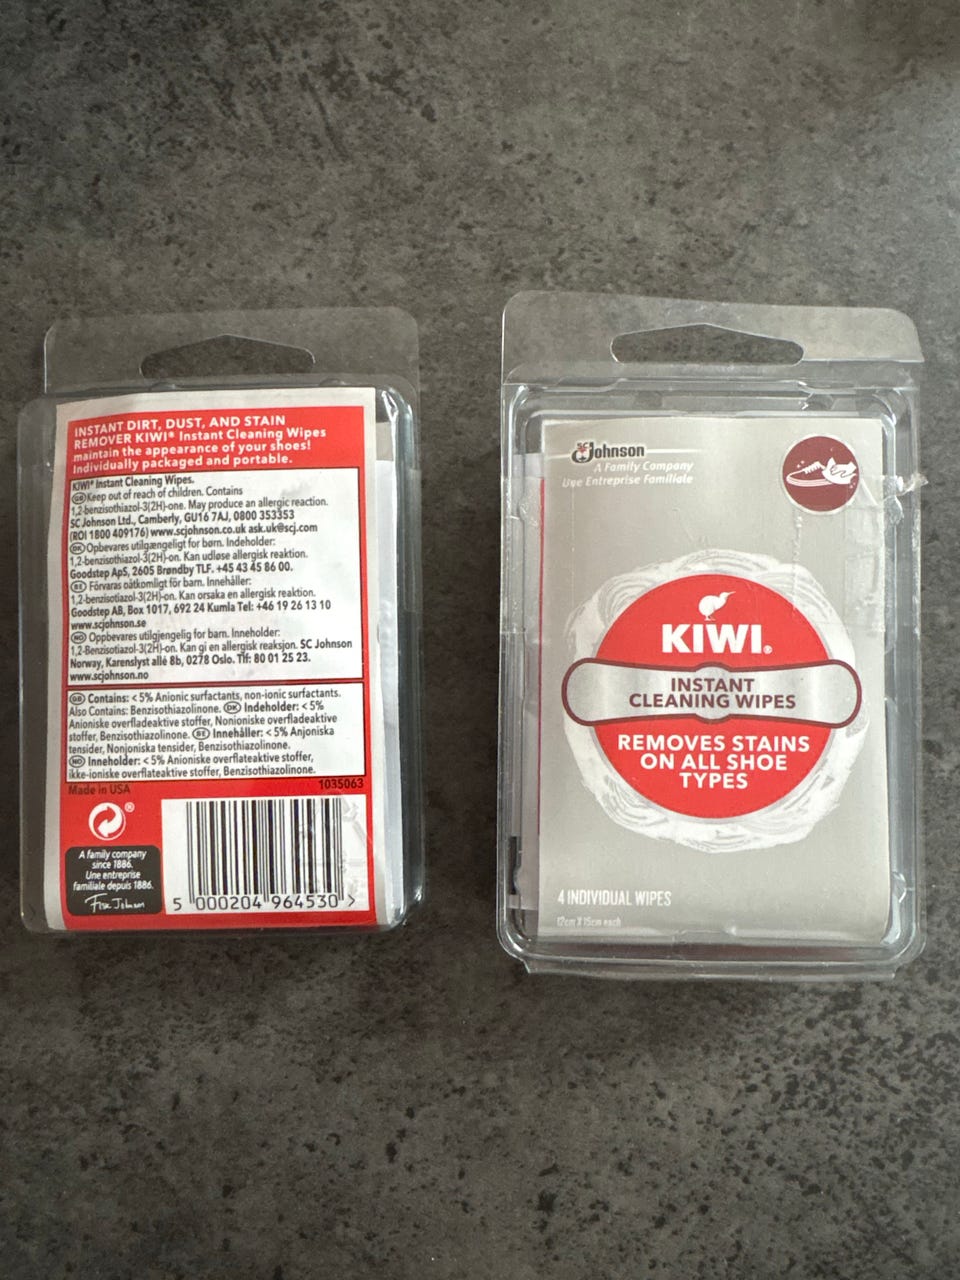 INSTANT DIRT, DUST, AND STAIN
REMOVER KIWI® Instant Cleaning Wipes
maintain the appearance of your shoes!
Individually packaged and portable.
KIWI® Instant Cleaning Wipes.
GB Keep out of reach of children. Contains
1,2-benzisothiazol-3(2H)-one. May produce an allergic reaction.
SC Johnson Ltd., Camberly, GU16 7AJ, 0800 353353
(ROI 1800 409176) www.scjohnson.co.uk ask.uk@scj.com
DK Opbevares utilgængeligt for børn. Indeholder:
1,2-benzisothiazol-3(2H)-on. Kan udløse allergisk reaktion.
Goodstep ApS, 2605 Brøndby TLF. +45 43 45 86 00.
SE Förvaras oåtkomligt för barn. Innehåller:
1,2-benzisotiazol-3(2H)-on. Kan orsaka en allergisk reaktion.
Goodstep AB, Box 1017, 692 24 Kumla Tel: +46 19 26 13 10
www.scjohnson.se
NO Oppbevares utilgjengelig for barn. Inneholder:
1,2-Benzisotiazol-3(2H)-on. Kan gi en allergisk reaksjon. SC Johnson
Norway, Karenslyst allé 8b, 0278 Oslo. Tlf: 80 01 25 23.
www.scjohnson.no
GB Contains: < 5% Anionic surfactants, non-ionic surfactants.
Also Contains: Benzisothiazolinone. DK Indeholder: < 5%
Anioniske overfladeaktive stoffer, Nonioniske overfladeaktive
stoffer, Benzisothiazolinone. SE Innehåller: < 5% Anjoniska
tensider, Nonjoniska tensider, Benzisothiazolinone.
NO Inneholder: < 5% Anioniske overflateaktive stoffer,
ikke-ioniske overflateaktive stoffer, Benzisothiazolinone.
Made in USA 1035063
A family company
since 1886.
Une entreprise
familiale depuis 1886.
Fisk Johnson
5 000204 964530 >
SC Johnson
A Family Company
Une Entreprise Familiale
KIWI®
INSTANT
CLEANING WIPES
REMOVES STAINS
ON ALL SHOE
TYPES
4 INDIVIDUAL WIPES
12cm X 15cm each